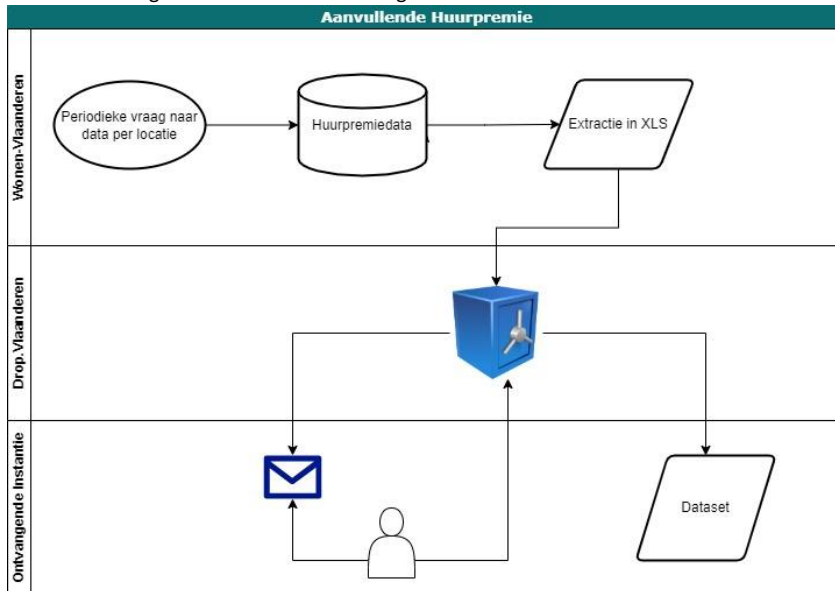 Aanvullende Huurpremie
Wonen-Vlaanderen
Periodieke vraag naar
data per locatie
Huurpremiedata
Extractie in XLS
Drop.Vlaanderen
Ontvangende Instantie
Dataset